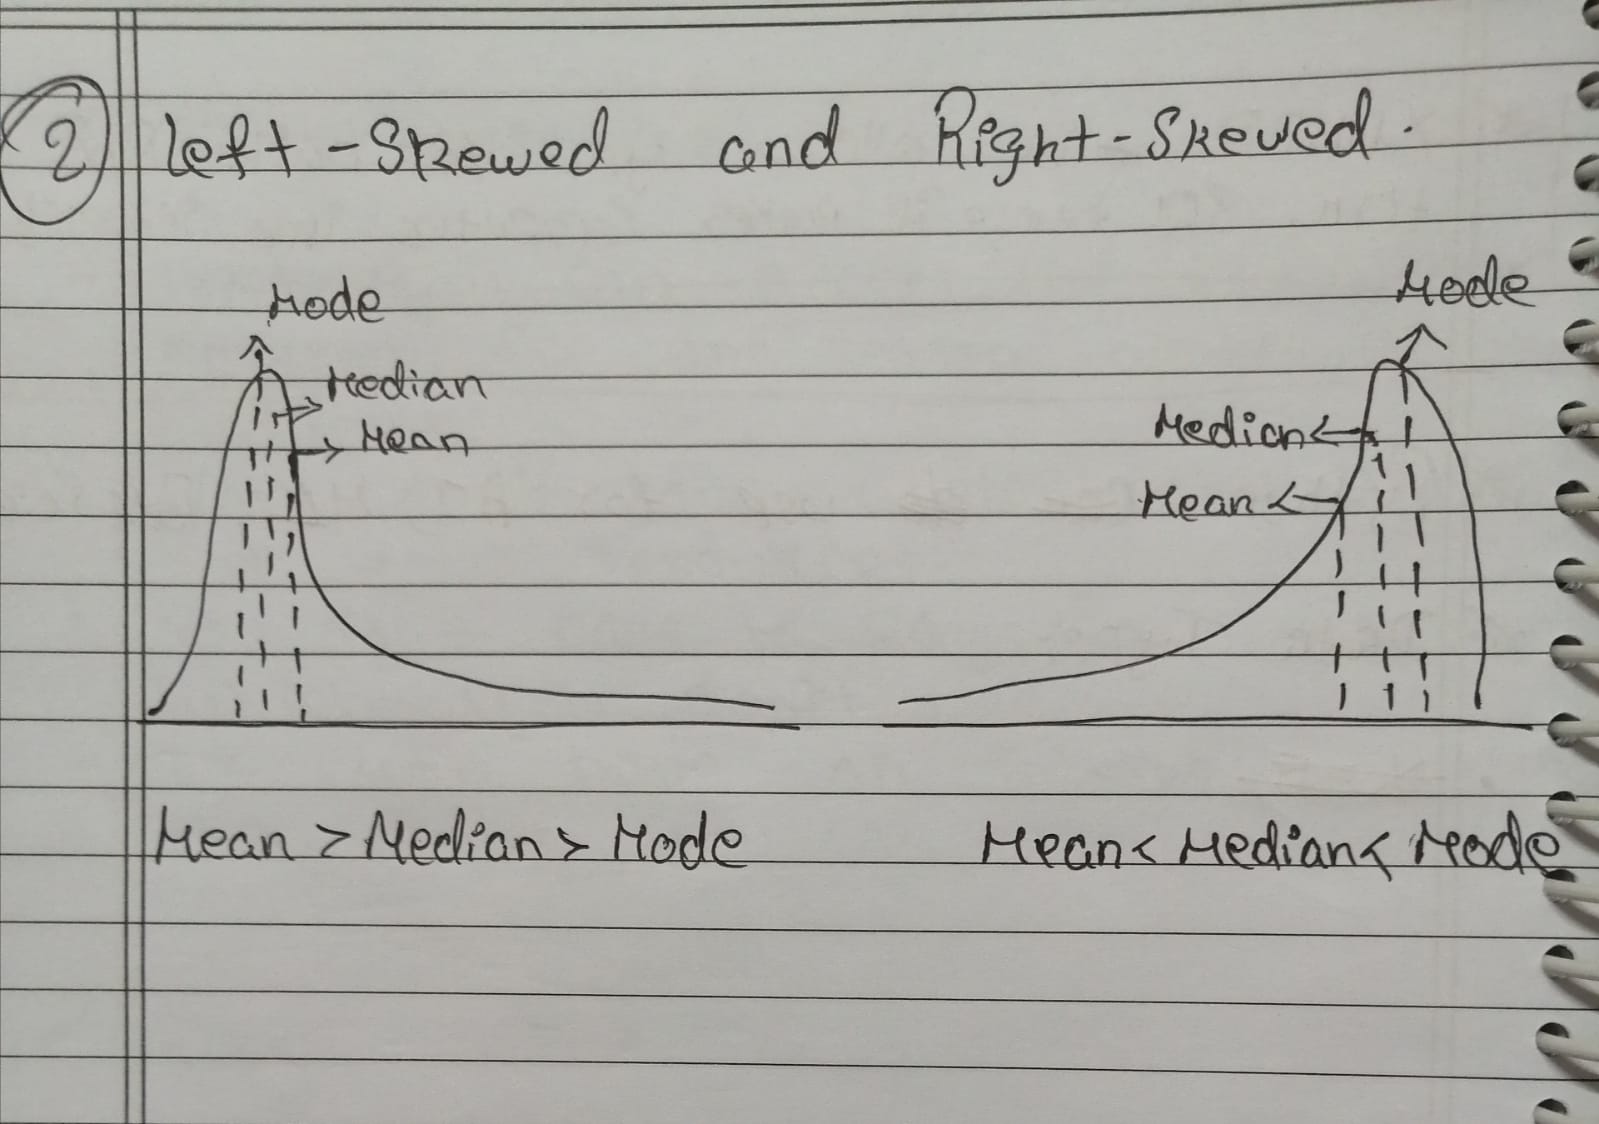 2 Left-Skewed and Right-Skewed.
Mode Mode
Median
Mean
Median
Mean
Mean > Median > Mode Mean < Median < Mode